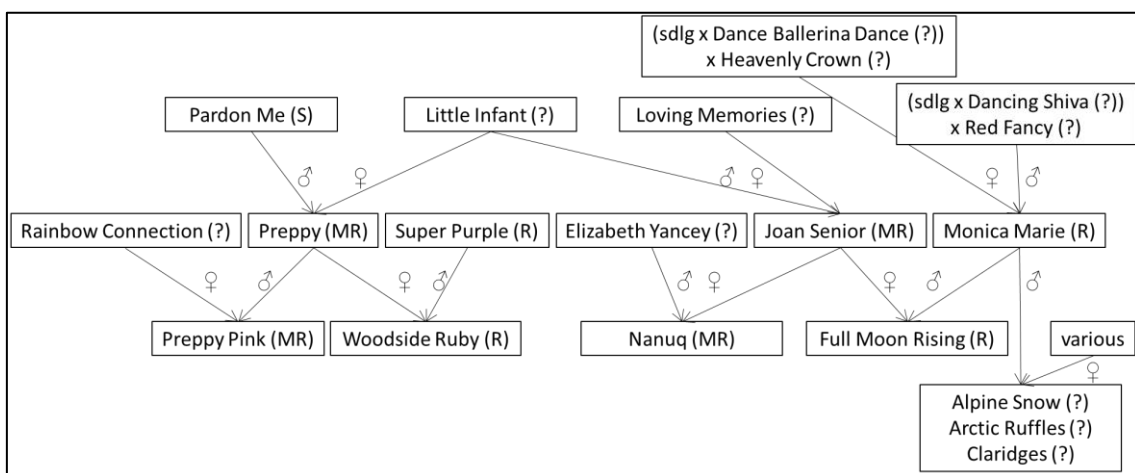 (sdlg x Dance Ballerina Dance (?))
x Heavenly Crown (?)
(sdlg x Dancing Shiva (?))
x Red Fancy (?)
Pardon Me (S)
Little Infant (?)
Loving Memories (?)
♂
♀
♂
♀
♀
♂
Rainbow Connection (?)
Preppy (MR)
Super Purple (R)
Elizabeth Yancey (?)
Joan Senior (MR)
Monica Marie (R)
♀
♂
♀
♂
♂
♀
♀
♂
♂
Preppy Pink (MR)
Woodside Ruby (R)
Nanuq (MR)
Full Moon Rising (R)
various
♀
Alpine Snow (?)
Arctic Ruffles (?)
Claridges (?)